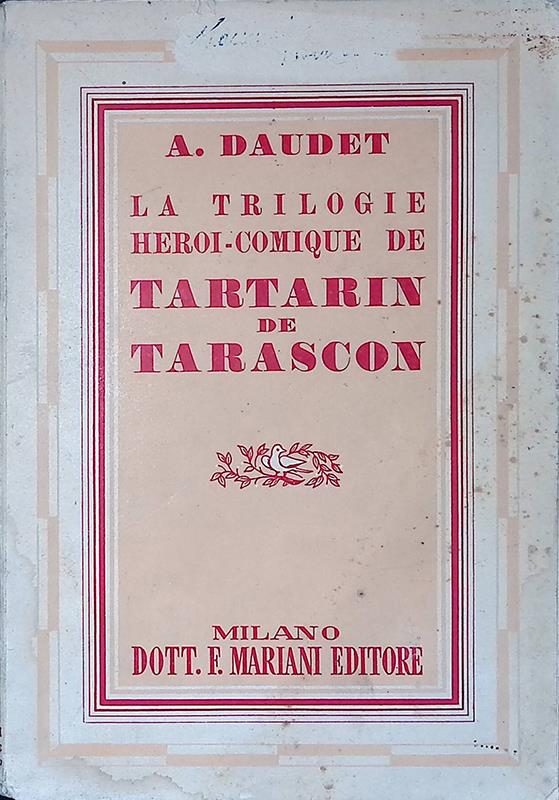 A. DAUDET
LA TRILOGIE
HEROI-COMIQUE DE
TARTARIN
DE
TARASCON
MILANO
DOTT. F. MARIANI EDITORE